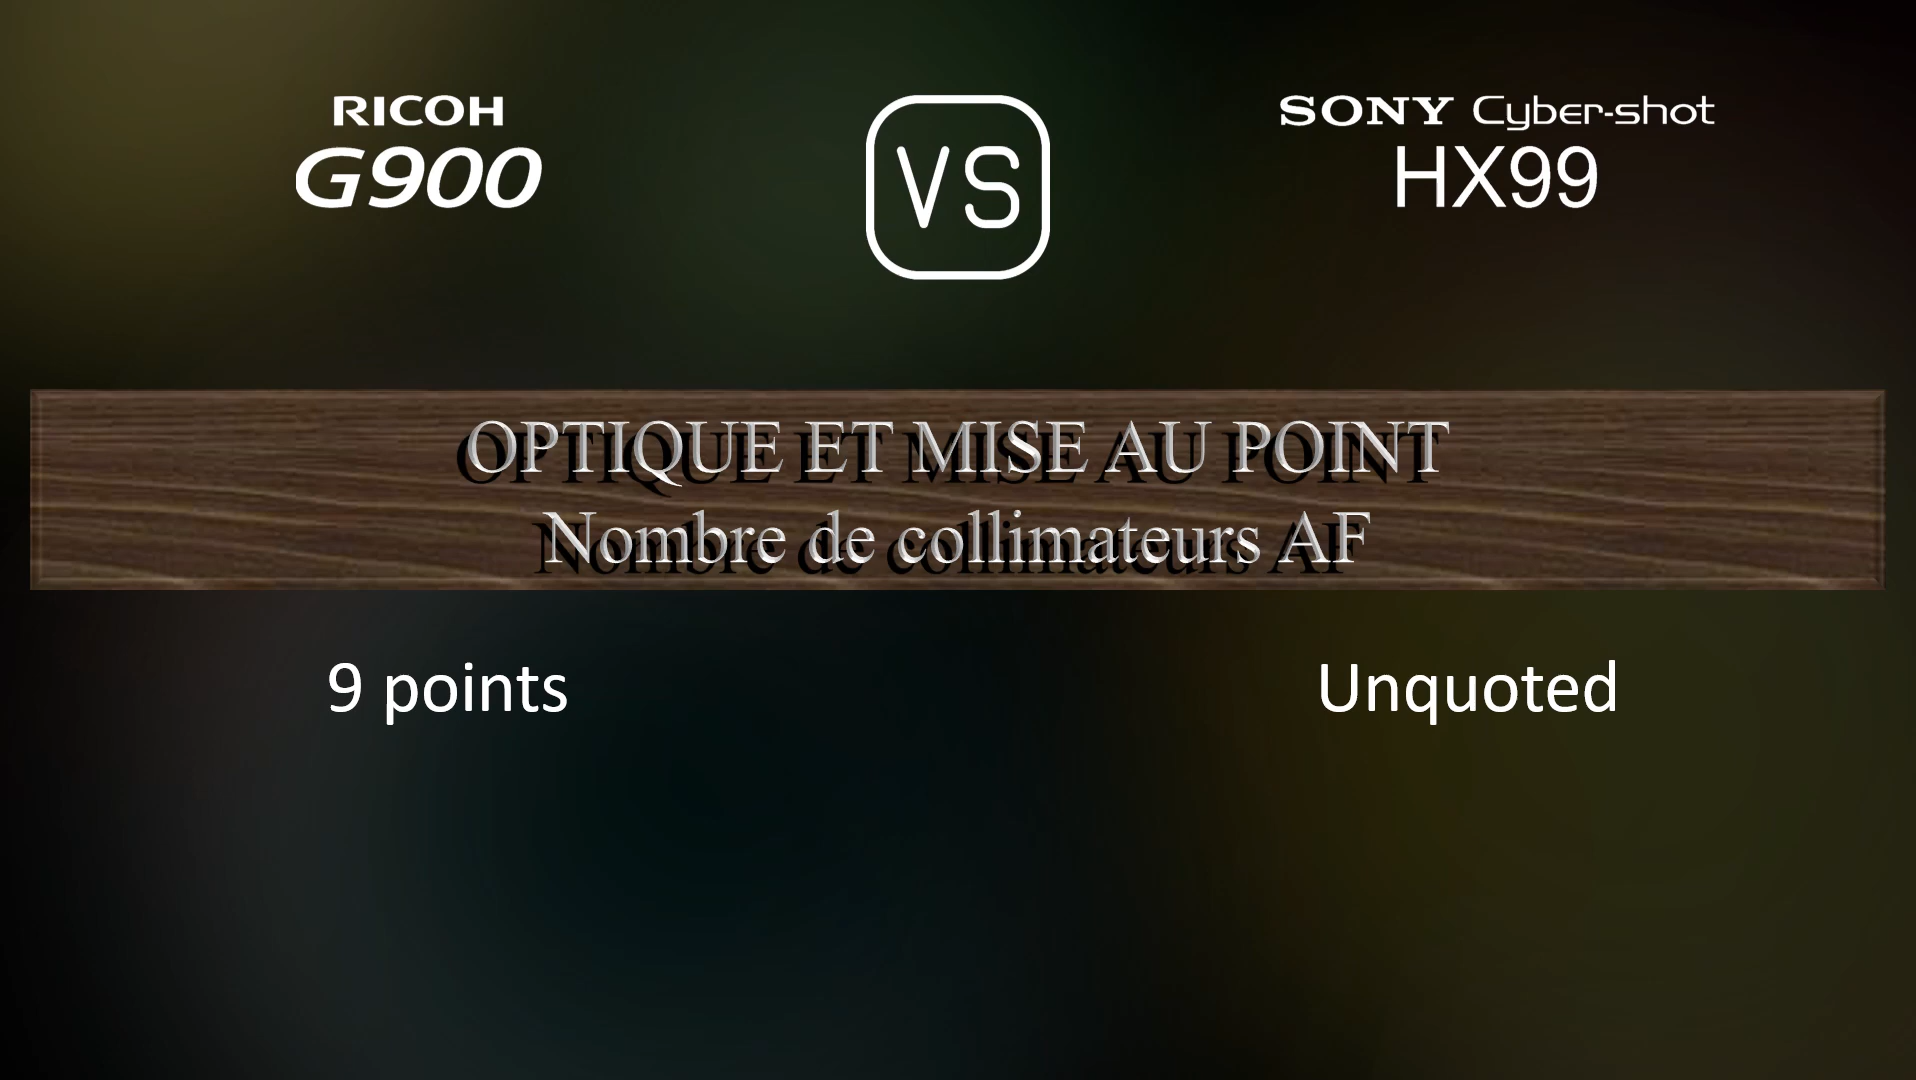 RICOH
G900
VS
SONY Cyber-shot
HX99
OPTIQUE ET MISE AU POINT
Nombre de collimateurs AF
9 points
Unquoted